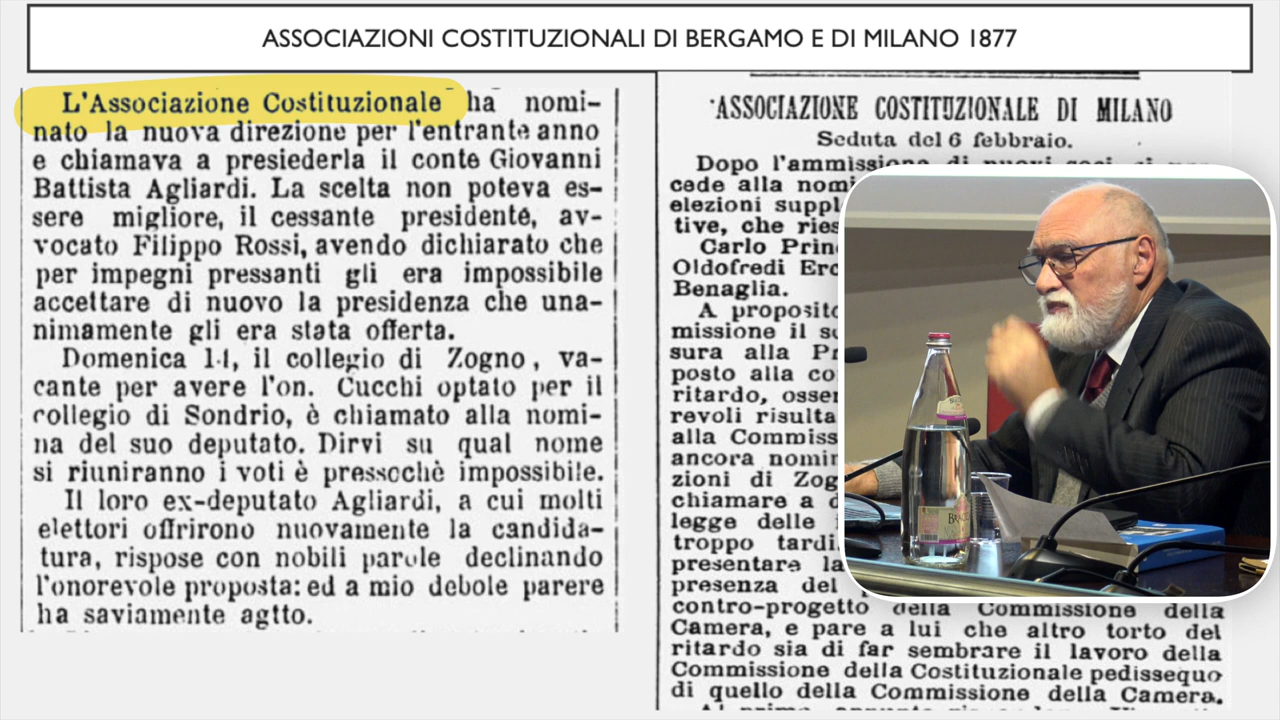 ASSOCIAZIONI COSTITUZIONALI DI BERGAMO E DI MILANO 1877
L'Associazione Costituzionale ha nomi-
nato la nuova direzione per l'entrante anno
e chiamava a presiederla il conte Giovanni
Battista Agliardi. La scelta non poteva es-
sere migliore, il cessante presidente, av-
vocato Filippo Rossi, avendo dichiarato che
per impegni pressanti gli era impossibile
accettare di nuovo la presidenza che una-
nimamente gli era stata offerta.
Domenica 14, il collegio di Zogno, va-
cante per avere l'on. Cucchi optato per il
collegio di Sondrio, è chiamato alla nomi-
na del suo deputato. Dirvi su qual nome
si riuniranno i voti è pressochè impossibile.
Il loro ex-deputato Agliardi, a cui molti
elettori offrirono nuovamente la candida-
tura, rispose con nobili parole declinando
l'onorevole proposta: ed a mio debole parere
ha saviamente agtto.
ASSOCIAZIONE COSTITUZIONALE DI MILANO
Seduta del 6 febbraio.
Dopo l'ammissione di nuovi soci, si
cede alla nomi
elezioni suppl
tive, che ries
Carlo Prin
Oldofredi Erc
Benaglia.
A proposito
missione il
sura alla Pr
posto alla co
ritardo, osser
revoli risulta
alla Commiss
ancora nomin
zioni di Zog
chiamare a
legge delle
troppo tardi
presentare la
presenza del
contro-progetto della Commissione della
Camera, e pare a lui che altro torto del
ritardo sia di far sembrare il lavoro della
Commissione della Costituzionale pedissequo
di quello della Commissione della Camera.